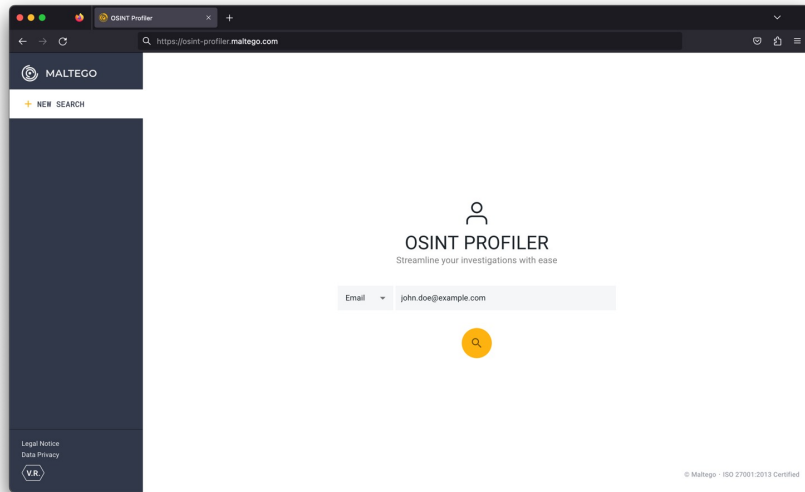 OSINT Profiler
https://osint-profiler.maltego.com
MALTEGO
+ NEW SEARCH
OSINT PROFILER
Streamline your investigations with ease
Email
john.doe@example.com
Legal Notice
Data Privacy
V.R.
© Maltego - ISO 27001:2013 Certified